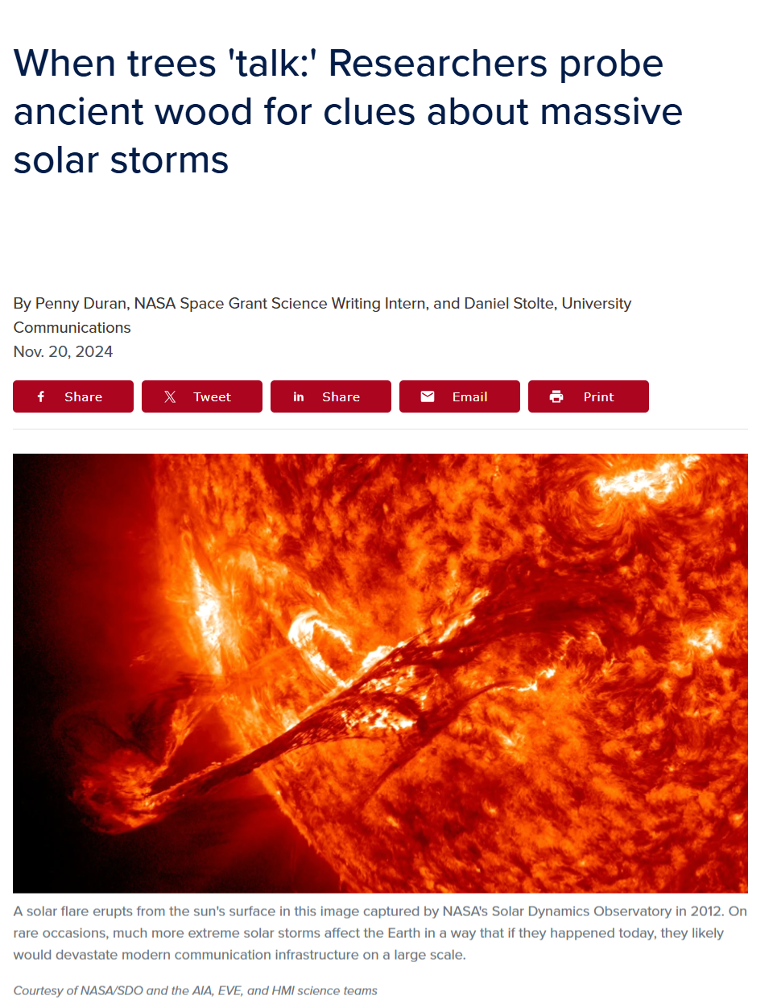 When trees 'talk:' Researchers probe
ancient wood for clues about massive
solar storms
By Penny Duran, NASA Space Grant Science Writing Intern, and Daniel Stolte, University
Communications
Nov. 20, 2024
Share
Tweet
Share
Email
Print
A solar flare erupts from the sun's surface in this image captured by NASA's Solar Dynamics Observatory in 2012. On
rare occasions, much more extreme solar storms affect the Earth in a way that if they happened today, they likely
would devastate modern communication infrastructure on a large scale.
Courtesy of NASA/SDO and the AIA, EVE, and HMI science teams